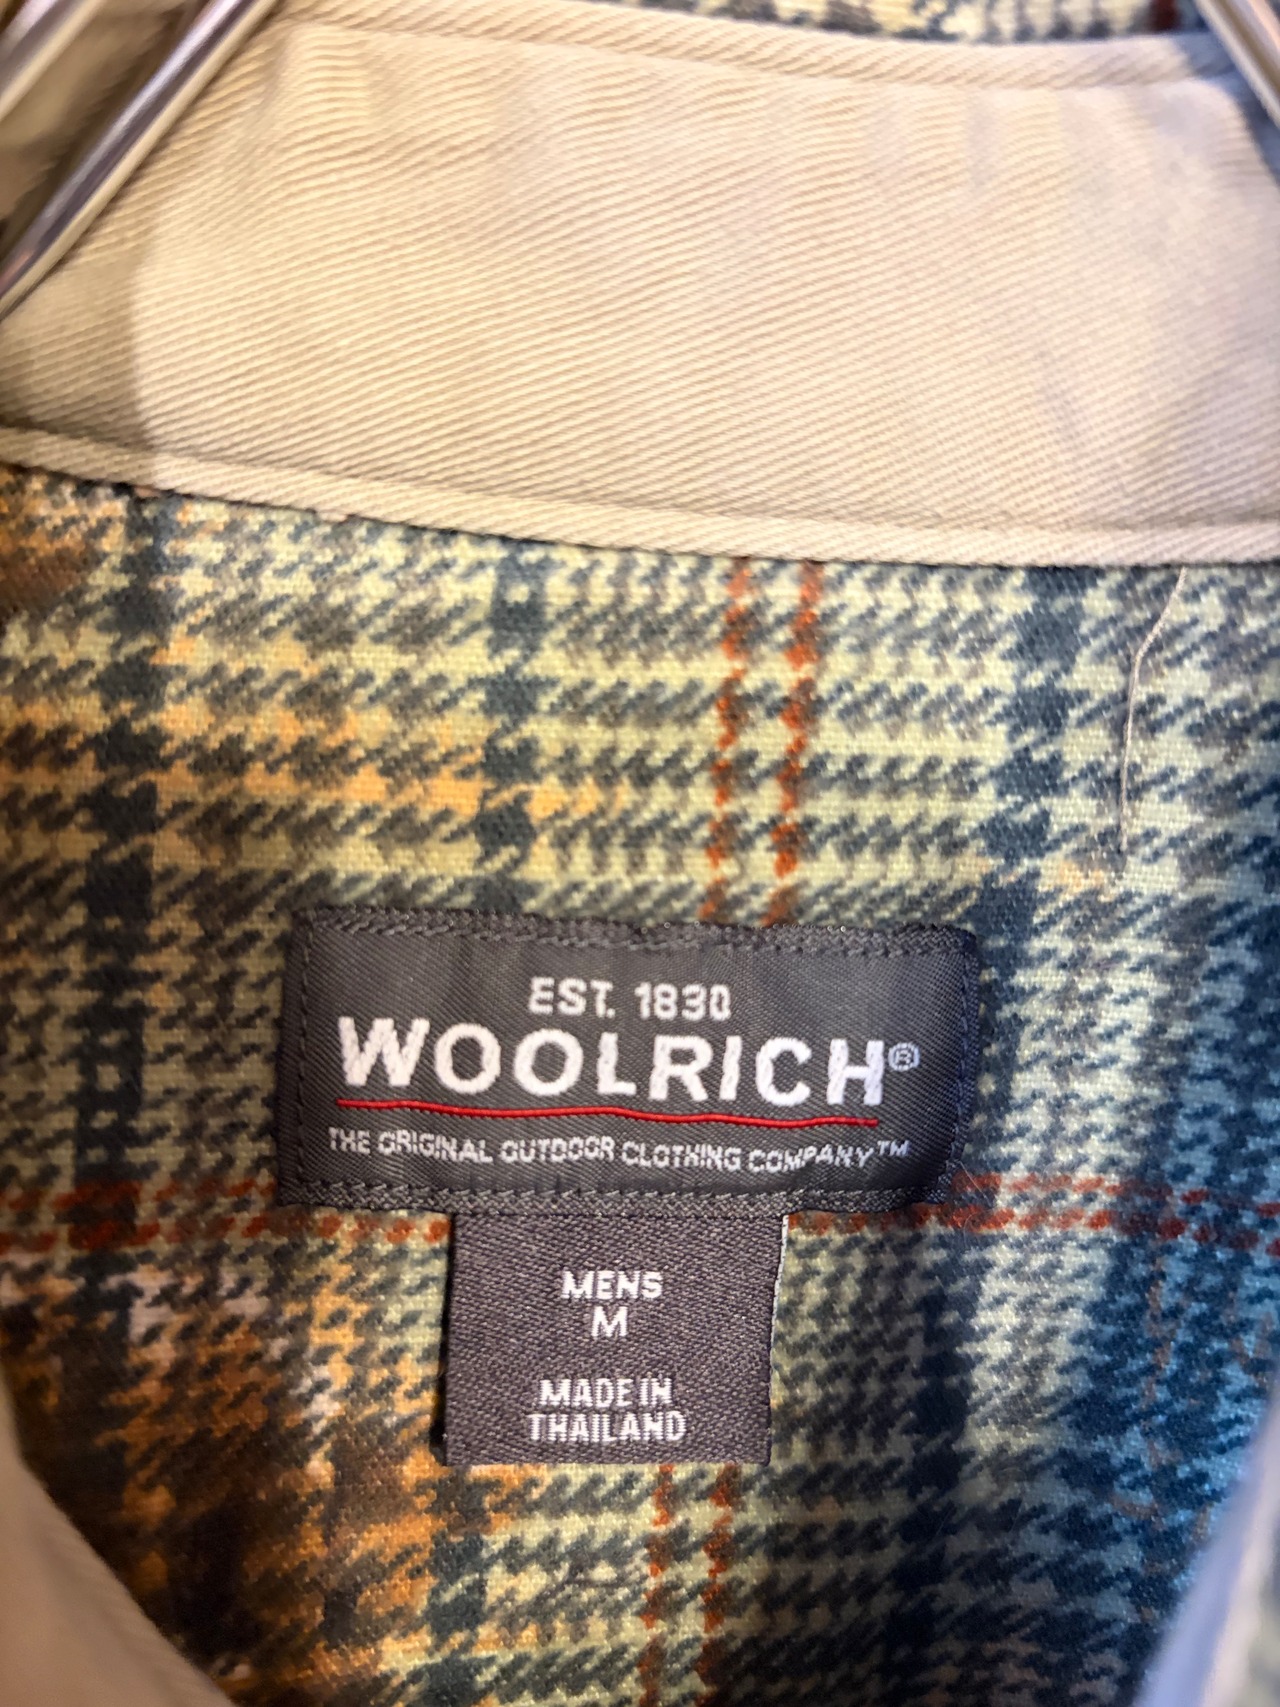 EST. 1830
WOOLRICH®
THE ORIGINAL OUTDOOR CLOTHING COMPANY™
MENS
M
MADE IN
THAILAND